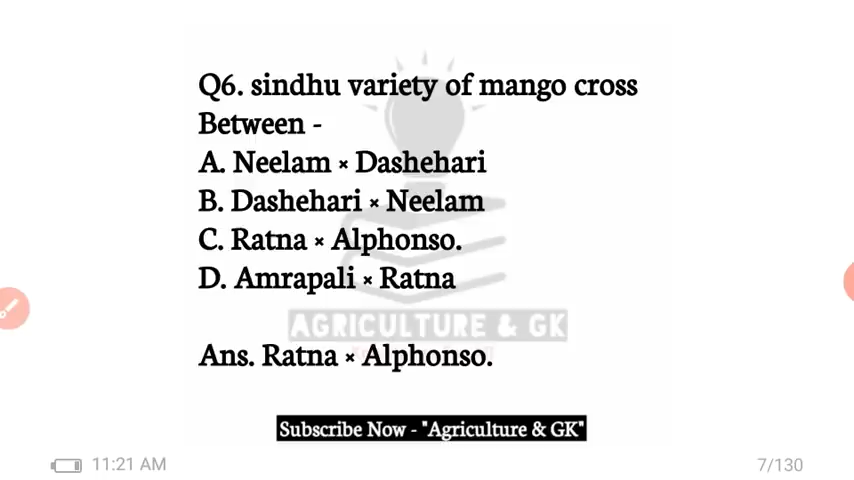 Q6. sindhu variety of mango cross
Between -
A. Neelam × Dashehari
B. Dashehari × Neelam
C. Ratna × Alphonso.
D. Amrapali × Ratna
AGRICULTURE & GK
Ans. Ratna × Alphonso.
Subscribe Now - "Agriculture & GK"
11:21 AM
7/130